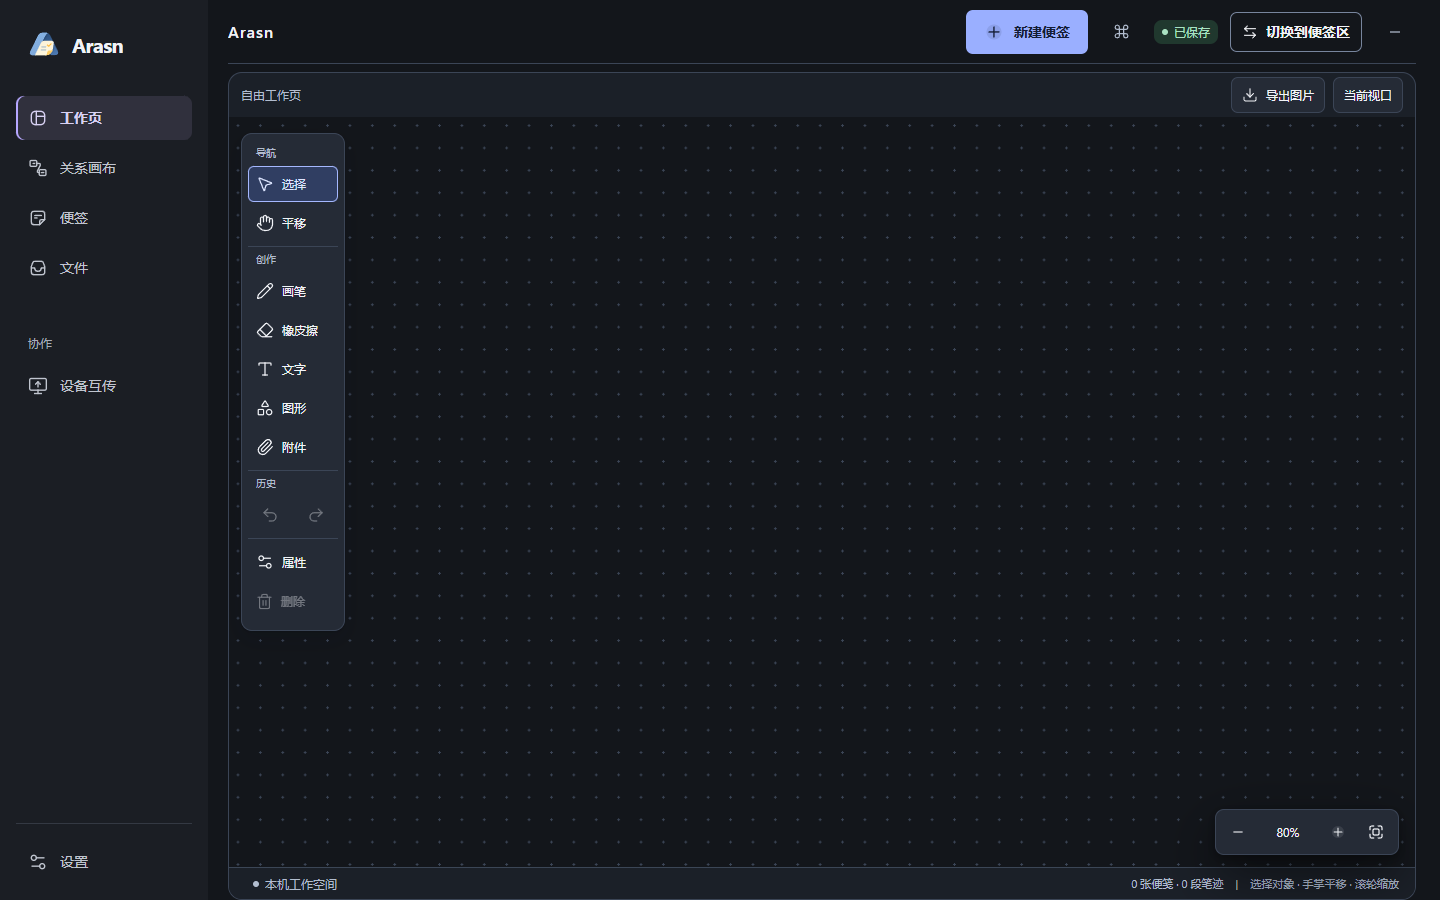 Arasn
工作页
关系画布
便签
文件
协作
设备互传
设置
Arasn
新建便签
已保存
切换到便签区
自由工作页
导出图片
当前视口
导航
选择
平移
创作
画笔
橡皮擦
文字
图形
附件
历史
属性
删除
80%
本机工作空间
0 张便笺 · 0 段笔迹 | 选择对象 · 手掌平移 · 滚轮缩放